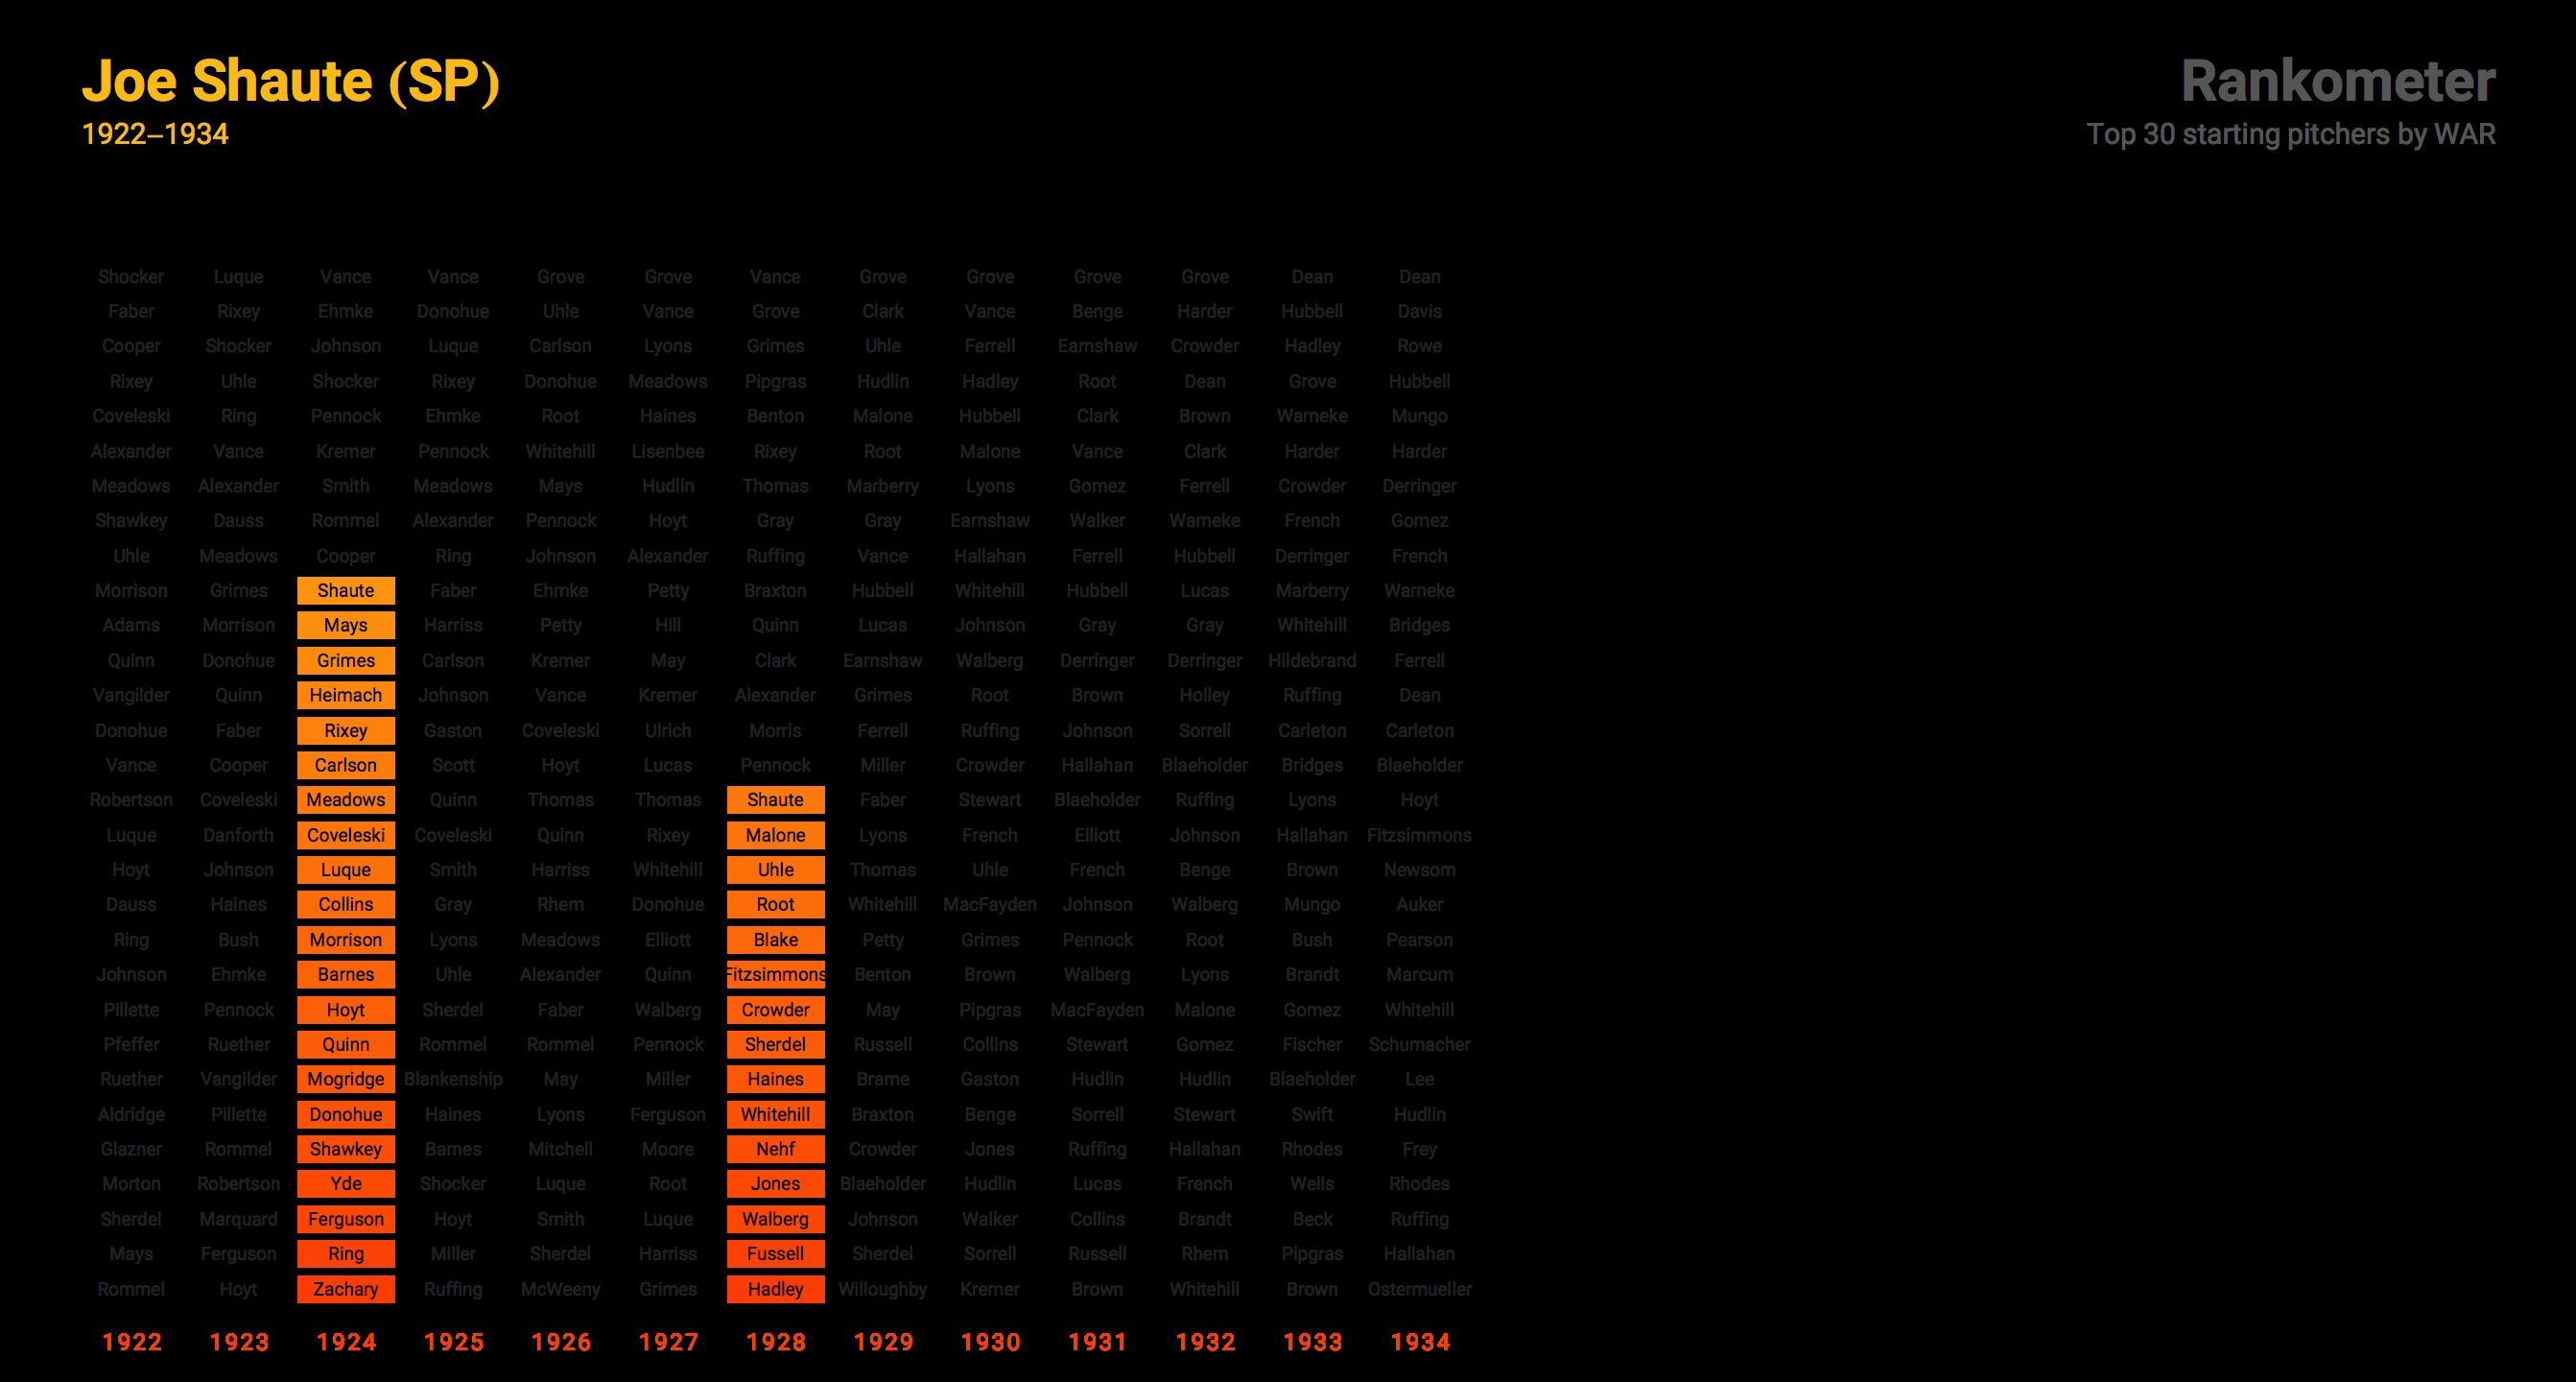 Joe Shaute (SP)
1922–1934
Rankometer
Top 30 starting pitchers by WAR
Shocker Luque Vance Vance Grove Grove Vance Grove Grove Grove Grove Dean Dean
Faber Rixey Ehmke Donohue Uhle Vance Grove Clark Vance Benge Harder Hubbell Davis
Cooper Shocker Johnson Luque Carlson Lyons Grimes Uhle Ferrell Earnshaw Crowder Hadley Rowe
Rixey Uhle Shocker Rixey Donohue Meadows Pipgras Hudlin Hadley Root Dean Grove Hubbell
Coveleski Ring Pennock Ehmke Root Haines Benton Malone Hubbell Clark Brown Warneke Mungo
Alexander Vance Kremer Pennock Whitehill Lisenbee Rixey Root Malone Vance Clark Harder Harder
Meadows Alexander Smith Meadows Mays Hudlin Thomas Marberry Lyons Gomez Ferrell Crowder Derringer
Shawkey Dauss Rommel Alexander Pennock Hoyt Gray Gray Earnshaw Walker Warneke French Gomez
Uhle Meadows Cooper Ring Johnson Alexander Ruffing Vance Hallahan Ferrell Hubbell Derringer French
Morrison Grimes Shaute Faber Ehmke Petty Braxton Hubbell Whitehill Hubbell Lucas Marberry Warneke
Adams Morrison Mays Harriss Petty Hill Quinn Lucas Johnson Gray Gray Whitehill Bridges
Quinn Donohue Grimes Carlson Kremer May Clark Earnshaw Walberg Derringer Derringer Hildebrand Ferrell
Vangilder Quinn Heimach Johnson Vance Kremer Alexander Grimes Root Brown Holley Ruffing Dean
Donohue Faber Rixey Gaston Coveleski Ulrich Morris Ferrell Ruffing Johnson Sorrell Carleton Carleton
Vance Cooper Carlson Scott Hoyt Lucas Pennock Miller Crowder Hallahan Blaeholder Bridges Blaeholder
Robertson Coveleski Meadows Quinn Thomas Thomas Shaute Faber Stewart Blaeholder Ruffing Lyons Hoyt
Luque Danforth Coveleski Coveleski Quinn Rixey Malone Lyons French Elliott Johnson Hallahan Fitzsimmons
Hoyt Johnson Luque Smith Harriss Whitehill Uhle Thomas Uhle French Benge Brown Newsom
Dauss Haines Collins Gray Rhem Donohue Root Whitehill MacFayden Johnson Walberg Mungo Auker
Ring Bush Morrison Lyons Meadows Elliott Blake Petty Grimes Pennock Root Bush Pearson
Johnson Ehmke Barnes Uhle Alexander Quinn Fitzsimmons Benton Brown Walberg Lyons Brandt Marcum
Pillette Pennock Hoyt Sherdel Faber Walberg Crowder May Pipgras MacFayden Malone Gomez Whitehill
Pfeffer Ruether Quinn Rommel Rommel Pennock Sherdel Russell Collins Stewart Gomez Fischer Schumacher
Ruether Vangilder Mogridge Blankenship May Miller Haines Brame Gaston Hudlin Hudlin Blaeholder Lee
Aldridge Pillette Donohue Haines Lyons Ferguson Whitehill Braxton Benge Sorrell Stewart Swift Hudlin
Glazner Rommel Shawkey Barnes Mitchell Moore Nehf Crowder Jones Ruffing Hallahan Rhodes Frey
Morton Robertson Yde Shocker Luque Root Jones Blaeholder Hudlin Lucas French Wells Rhodes
Sherdel Marquard Ferguson Hoyt Smith Luque Walberg Johnson Walker Collins Brandt Beck Ruffing
Mays Ferguson Ring Miller Sherdel Harriss Fussell Sherdel Sorrell Russell Rhem Pipgras Hallahan
Rommel Hoyt Zachary Ruffing McWeeny Grimes Hadley Willoughby Kremer Brown Whitehill Brown Ostermueller
1922 1923 1924 1925 1926 1927 1928 1929 1930 1931 1932 1933 1934